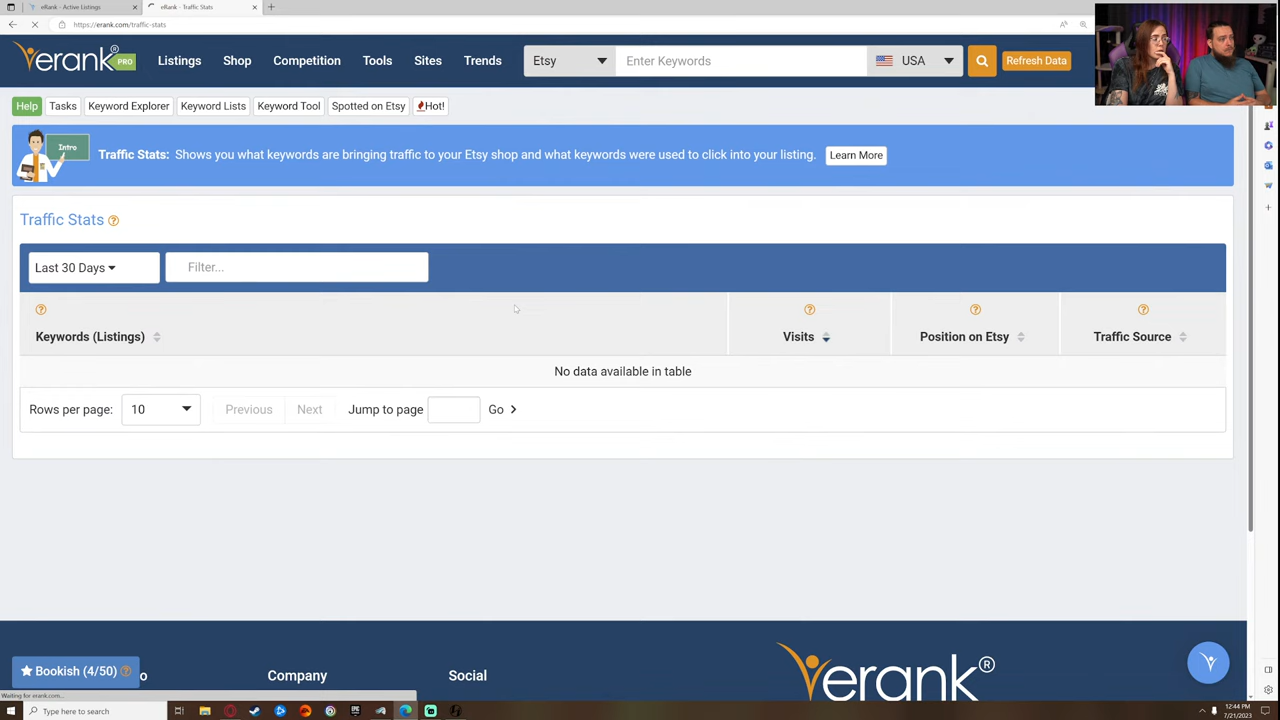 eRank - Active Listings
eRank - Traffic Stats
https://erank.com/traffic-stats
erank® PRO
Listings
Shop
Competition
Tools
Sites
Trends
Etsy
Enter Keywords
USA
Refresh Data
Help
Tasks
Keyword Explorer
Keyword Lists
Keyword Tool
Spotted on Etsy
Hot!
Intro
Traffic Stats: Shows you what keywords are bringing traffic to your Etsy shop and what keywords were used to click into your listing.
Learn More
Traffic Stats
Last 30 Days
Filter...
Keywords (Listings)
Visits
Position on Etsy
Traffic Source
No data available in table
Rows per page:
10
Previous
Next
Jump to page
Go
Bookish (4/50)
o
Company
Social
erank®
Waiting for erank.com...
Type here to search
12:44 PM
7/21/2023